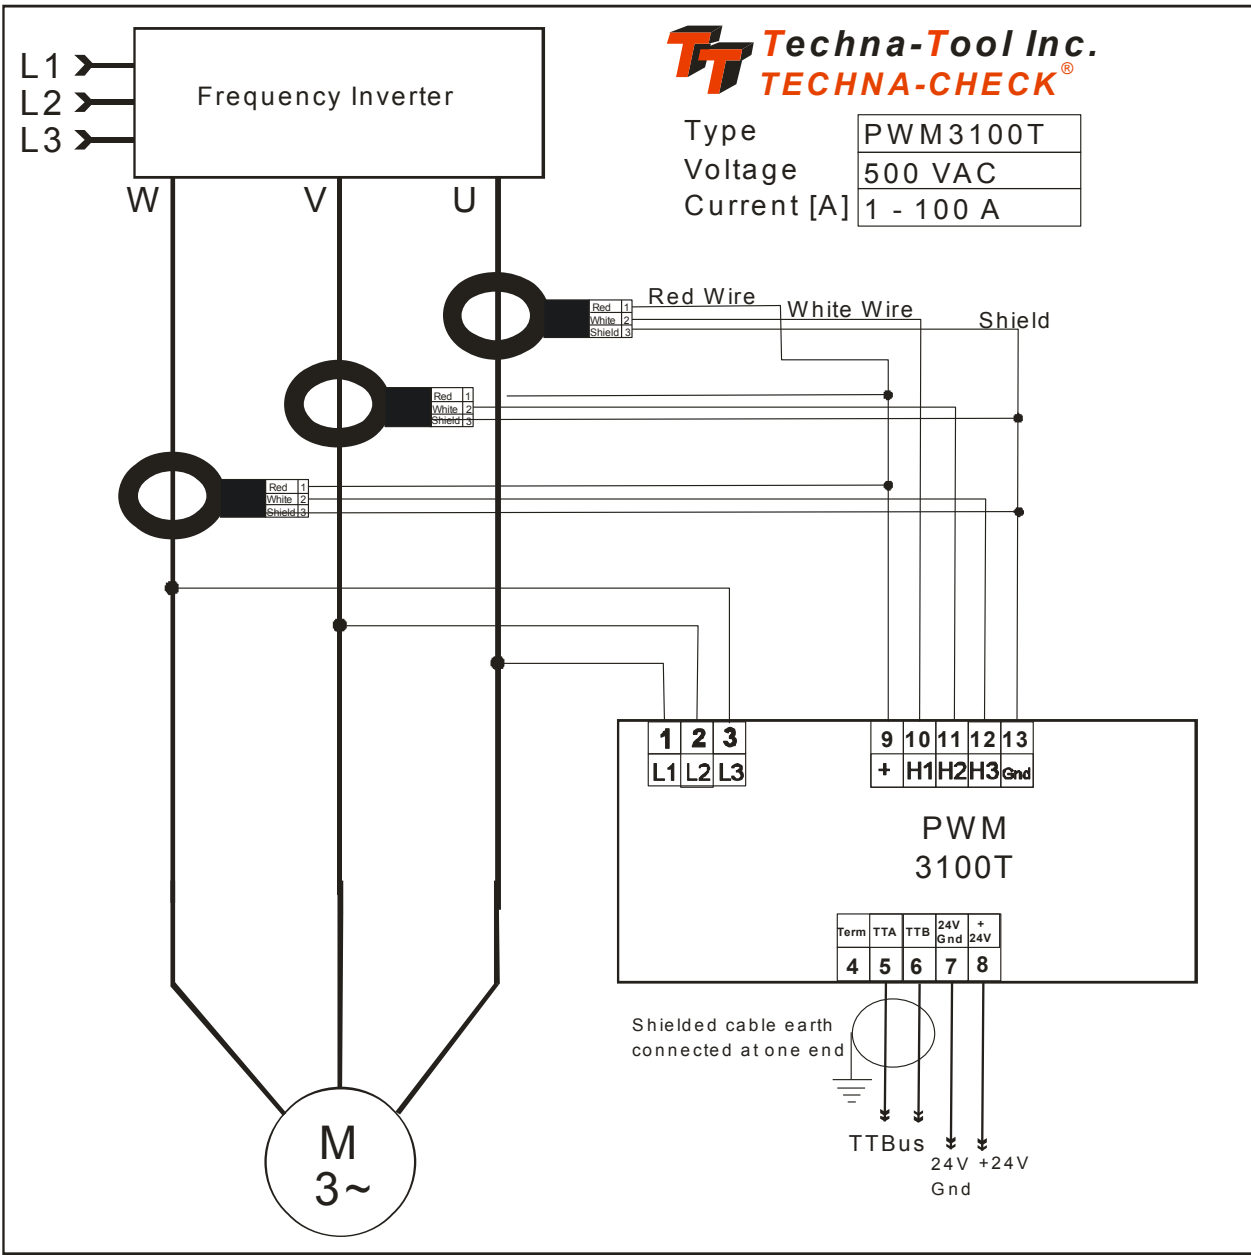 Techna-Tool Inc.
TECHNA-CHECK®
Type PWM3100T
Voltage 500 VAC
Current [A] 1 - 100 A
L1
L2
L3
Frequency Inverter
W V U
Red 1
White 2
Shield 3
Red Wire
White Wire
Shield
Red 1
White 2
Shield 3
Red 1
White 2
Shield 3
1 2 3
L1 L2 L3
9 10 11 12 13
+ H1 H2 H3 Gnd
PWM
3100T
Term TTA TTB 24V Gnd + 24V
4 5 6 7 8
Shielded cable earth
connected at one end
TTBus
24V Gnd
+24V
M
3~